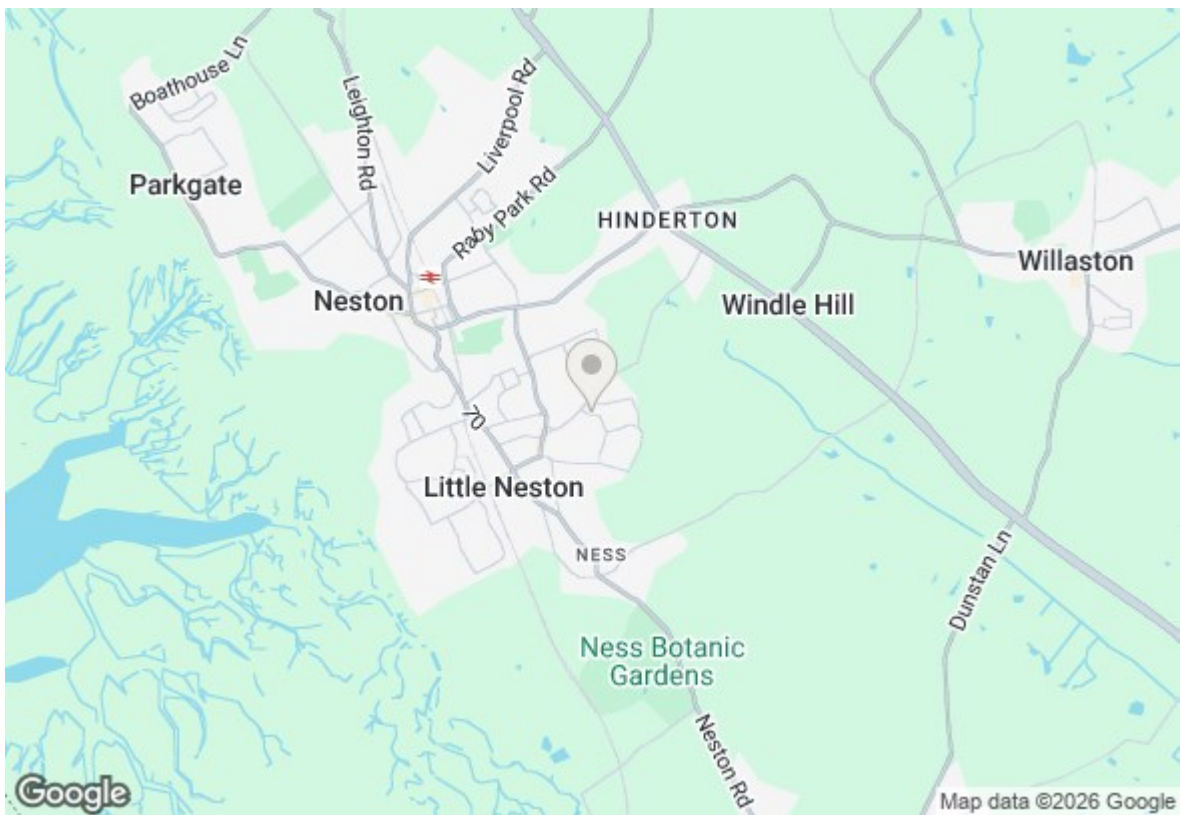 Boathouse Ln
Leighton Rd
Liverpool Rd
Parkgate
Raby Park Rd
HINDERTON
Willaston
Neston
Windle Hill
70
Little Neston
NESS
Dunstan Ln
Ness Botanic
Gardens
Neston Rd
Google
Map data ©2026 Google